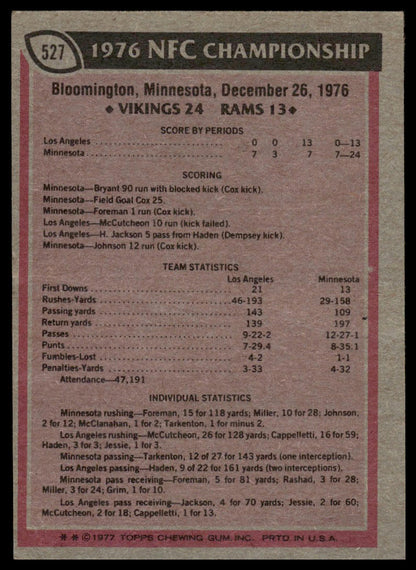 527
1976 NFC CHAMPIONSHIP
Bloomington, Minnesota, December 26, 1976
◆ VIKINGS 24 RAMS 13 ◆
SCORE BY PERIODS
Los Angeles . . . . . . . . . . 0 0 13 0—13
Minnesota . . . . . . . . . . 7 3 7 7—24
SCORING
Minnesota—Bryant 90 run with blocked kick (Cox kick).
Minnesota—Field Goal Cox 25.
Minnesota—Foreman 1 run (Cox kick).
Los Angeles—McCutcheon 10 run (kick failed).
Los Angeles—H. Jackson 5 pass from Haden (Dempsey kick).
Minnesota—Johnson 12 run (Cox kick).
TEAM STATISTICS
Los Angeles Minnesota
First Downs 21 13
Rushes-Yards 46-193 29-158
Passing yards 143 109
Return yards 139 197
Passes 9-22-2 12-27-1
Punts 7-29.4 8-35.1
Fumbles-Lost 4-2 1-1
Penalties-Yards 3-33 4-32
Attendance—47,191
INDIVIDUAL STATISTICS
Minnesota rushing—Foreman, 15 for 118 yards; Miller, 10 for 28; Johnson,
2 for 12; McClanahan, 1 for 2; Tarkenton, 1 for minus 2.
Los Angeles rushing—McCutcheon, 26 for 128 yards; Cappelletti, 16 for 59;
Haden, 3 for 3; Jessie, 1 for 3.
Minnesota passing—Tarkenton, 12 of 27 for 143 yards (one interception).
Los Angeles passing—Haden, 9 of 22 for 161 yards (two interceptions).
Minnesota pass receiving—Foreman, 5 for 81 yards; Rashad, 3 for 28;
Miller, 3 for 24; Grim, 1 for 10.
Los Angeles pass receiving—Jackson, 4 for 70 yards; Jessie, 2 for 60;
McCutcheon, 2 for 18; Cappelletti, 1 for 13.
* * © 1977 TOPPS CHEWING GUM, INC. PRTD. IN U.S.A.